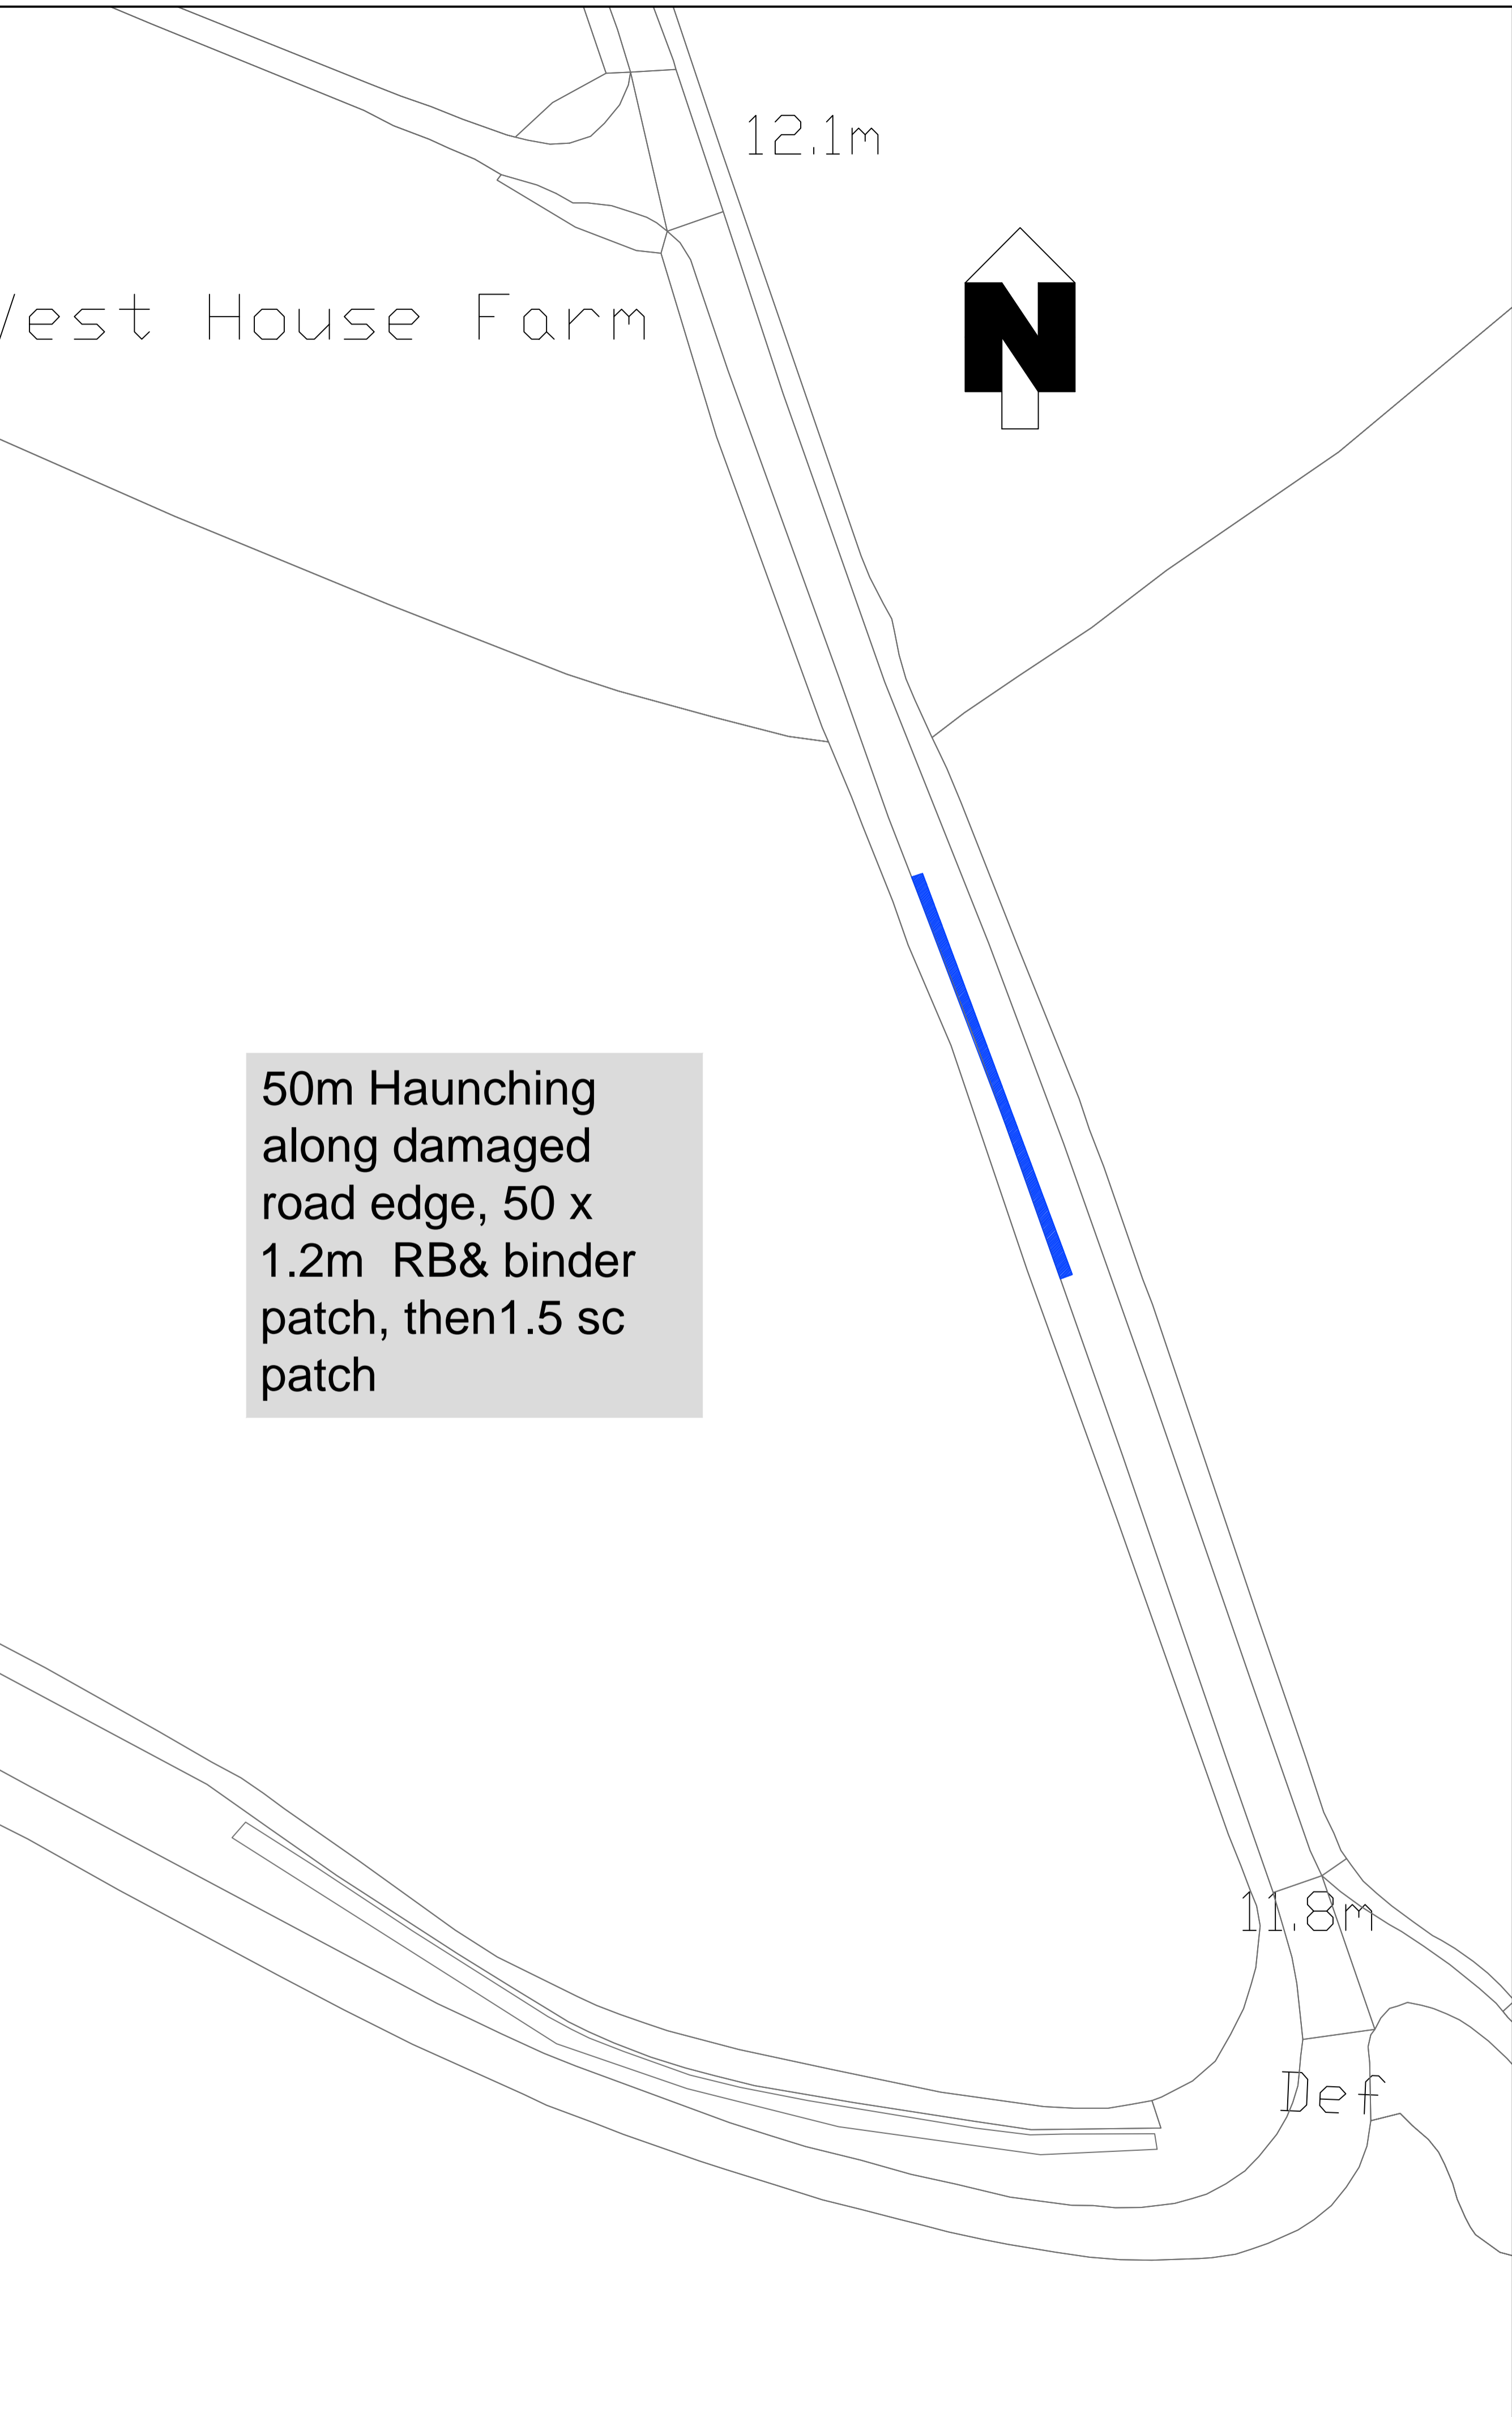 12.1m
est House Farm
N
50m Haunching
along damaged
road edge, 50 x
1.2m RB& binder
patch, then1.5 sc
patch
11.8m
Def